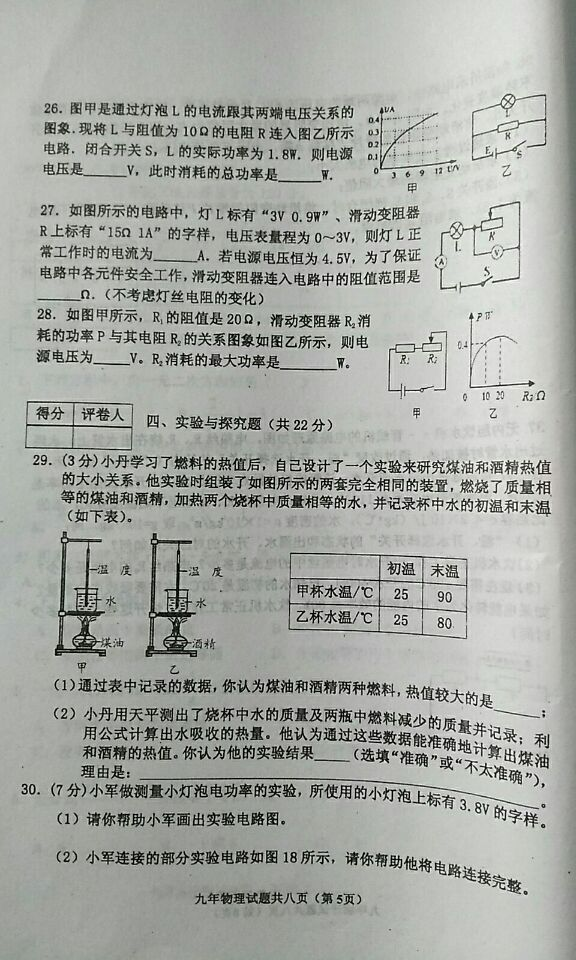 26. 图甲是通过灯泡 L 的电流跟其两端电压关系的
图象. 现将 L 与阻值为 10Ω的电阻 R 连入图乙所示
电路. 闭合开关 S, L 的实际功率为 1.8W. 则电源
电压是_____V, 此时消耗的总功率是_____W.
I/A
0.4
0.3
0.2
0.1
3 6 9 12 U/V
甲
L
R
E S
乙
27. 如图所示的电路中, 灯 L 标有“3V 0.9W”、滑动变阻器
R 上标有“15Ω 1A”的字样, 电压表量程为 0～3V, 则灯 L 正
常工作时的电流为_____A. 若电源电压恒为 4.5V, 为了保证
电路中各元件安全工作, 滑动变阻器连入电路中的阻值范围是
_____Ω. (不考虑灯丝电阻的变化)
L R
V
A
S
28. 如图甲所示, R₁的阻值是 20Ω, 滑动变阻器 R₂消
耗的功率 P 与其电阻 R₂的关系图象如图乙所示, 则电
源电压为_____V。R₂消耗的最大功率是_____W。
R₁ R₂
甲
P W
0.4
0 10 20 R₂ Ω
乙
得分 评卷人
四、实验与探究题 (共 22 分)
29. (3 分) 小丹学习了燃料的热值后, 自己设计了一个实验来研究煤油和酒精热值
的大小关系。他实验时组装了如图所示的两套完全相同的装置, 燃烧了质量相
等的煤油和酒精, 加热两个烧杯中质量相等的水, 并记录杯中水的初温和末温
(如下表)。
温 度
水
煤油
甲
温 度
水
酒精
乙
初温 末温
甲杯水温/℃ 25 90
乙杯水温/℃ 25 80
(1) 通过表中记录的数据, 你认为煤油和酒精两种燃料, 热值较大的是_____;
(2) 小丹用天平测出了烧杯中水的质量及两瓶中燃料减少的质量并记录; 利
用公式计算出水吸收的热量。他认为通过这些数据能准确地计算出煤油
和酒精的热值。你认为他的实验结果_____ (选填“准确”或“不太准确”),
理由是: _____。
30. (7 分) 小军做测量小灯泡电功率的实验, 所使用的小灯泡上标有 3.8V 的字样。
(1) 请你帮助小军画出实验电路图。
(2) 小军连接的部分实验电路如图 18 所示, 请你帮助他将电路连接完整。
九年物理试题共八页 (第 5页)